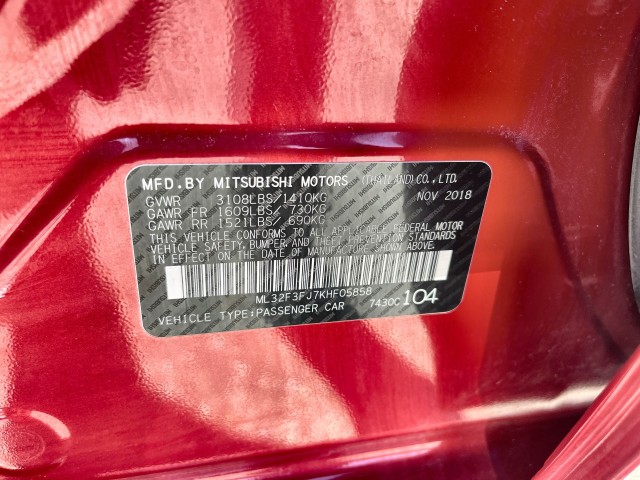 MFD.BY MITSUBISHI MOTORS (THAILAND)CO.,LTD.
GVWR 3108LBS/1410KG NOV 2018
GAWR FR 1609LBS/ 730KG
GAWR RR 1521LBS/ 690KG
THIS VEHICLE CONFORMS TO ALL APPLICABLE FEDERAL MOTOR
VEHICLE SAFETY, BUMPER, AND THEFT PREVENTION STANDARDS
IN EFFECT ON THE DATE OF MANUFACTURE SHOWN ABOVE.
ML32F3FJ7KHF05858
VEHICLE TYPE:PASSENGER CAR 7430C 104